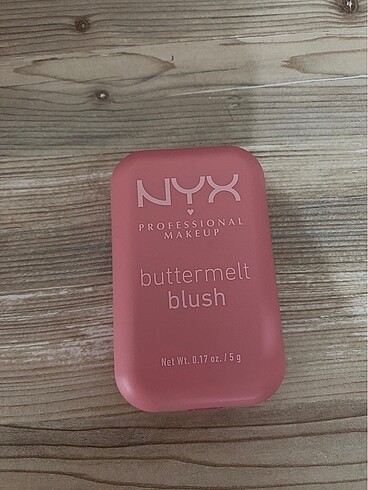 NYX
PROFESSIONAL
MAKEUP
buttermelt
blush
Net Wt. 0.17 oz. / 5 g